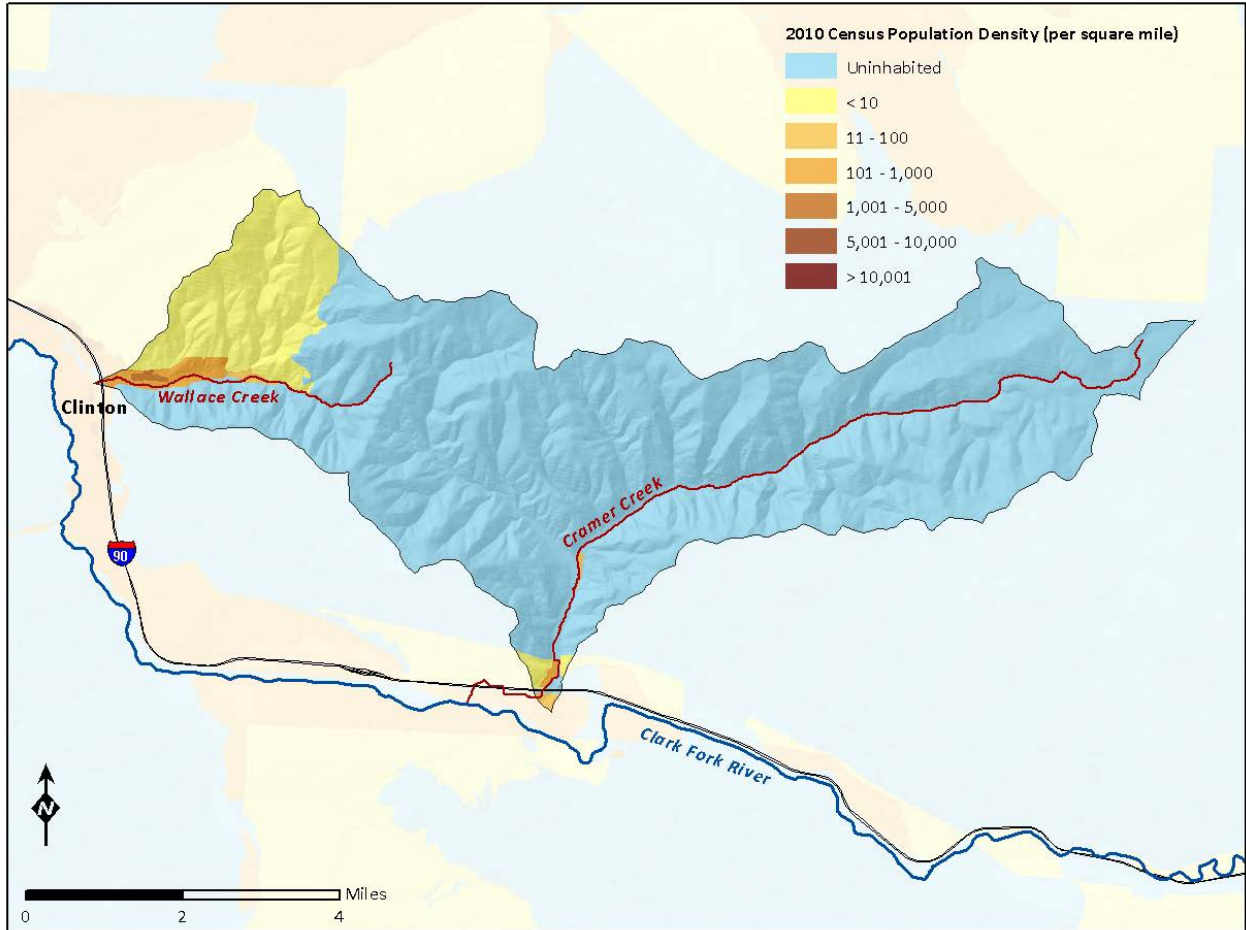 2010 Census Population Density (per square mile)
Uninhabited
< 10
11 - 100
101 - 1,000
1,001 - 5,000
5,001 - 10,000
> 10,001
Wallace Creek
Clinton
Cramer Creek
90
Clark Fork River
N
Miles
0 2 4